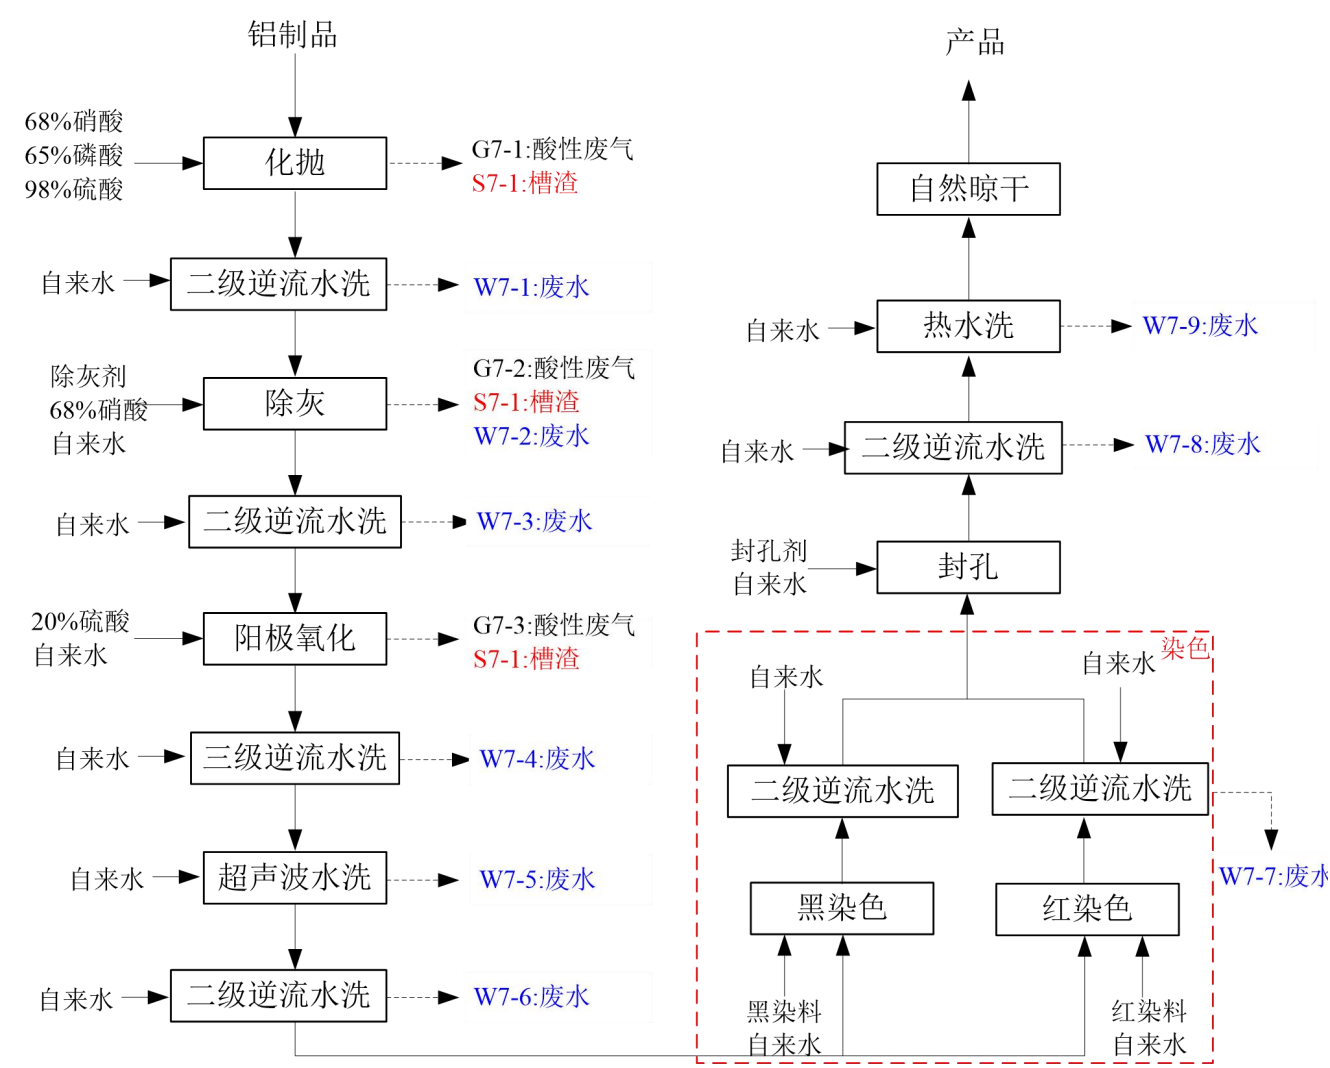 铝制品
68%硝酸
65%磷酸
98%硫酸
化抛
G7-1:酸性废气
S7-1:槽渣
自来水
二级逆流水洗
W7-1:废水
除灰剂
68%硝酸
自来水
除灰
G7-2:酸性废气
S7-1:槽渣
W7-2:废水
自来水
二级逆流水洗
W7-3:废水
20%硫酸
自来水
阳极氧化
G7-3:酸性废气
S7-1:槽渣
自来水
三级逆流水洗
W7-4:废水
自来水
超声波水洗
W7-5:废水
自来水
二级逆流水洗
W7-6:废水
产品
自然晾干
自来水
热水洗
W7-9:废水
自来水
二级逆流水洗
W7-8:废水
封孔剂
自来水
封孔
染色
自来水
自来水
二级逆流水洗
二级逆流水洗
W7-7:废水
黑染色
红染色
黑染料
自来水
红染料
自来水